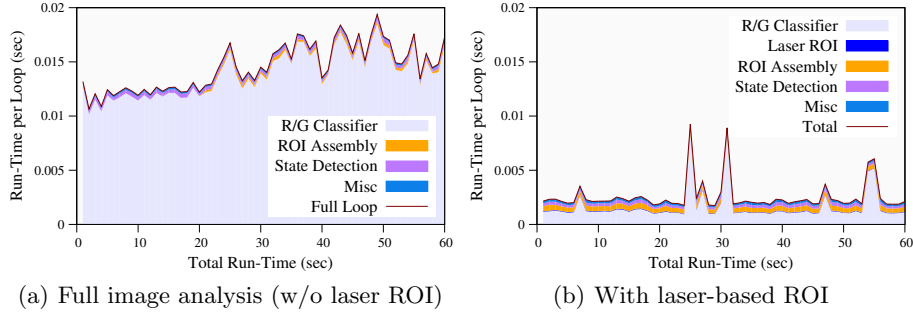 0.02
0.015
0.01
0.005
0
Run-Time per Loop (sec)
R/G Classifier
ROI Assembly
State Detection
Misc
Full Loop
0 10 20 30 40 50 60
Total Run-Time (sec)
(a) Full image analysis (w/o laser ROI)
0.02
0.015
0.01
0.005
0
Run-Time per Loop (sec)
R/G Classifier
Laser ROI
ROI Assembly
State Detection
Misc
Total
0 10 20 30 40 50 60
Total Run-Time (sec)
(b) With laser-based ROI